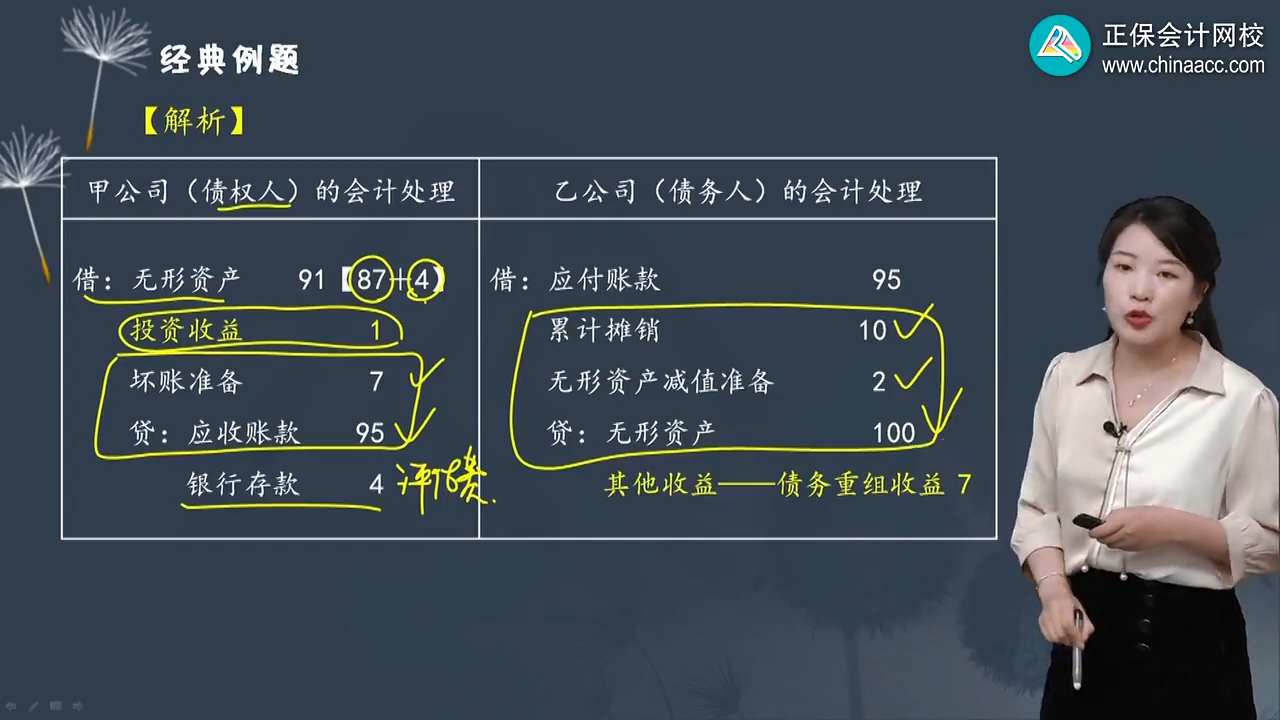 经典例题
正保会计网校
www.chinaacc.com
【解析】
甲公司（债权人）的会计处理
借：无形资产 91【87+4】
投资收益 1
坏账准备 7
贷：应收账款 95
银行存款 4 评估费
乙公司（债务人）的会计处理
借：应付账款 95
累计摊销 10
无形资产减值准备 2
贷：无形资产 100
其他收益——债务重组收益 7